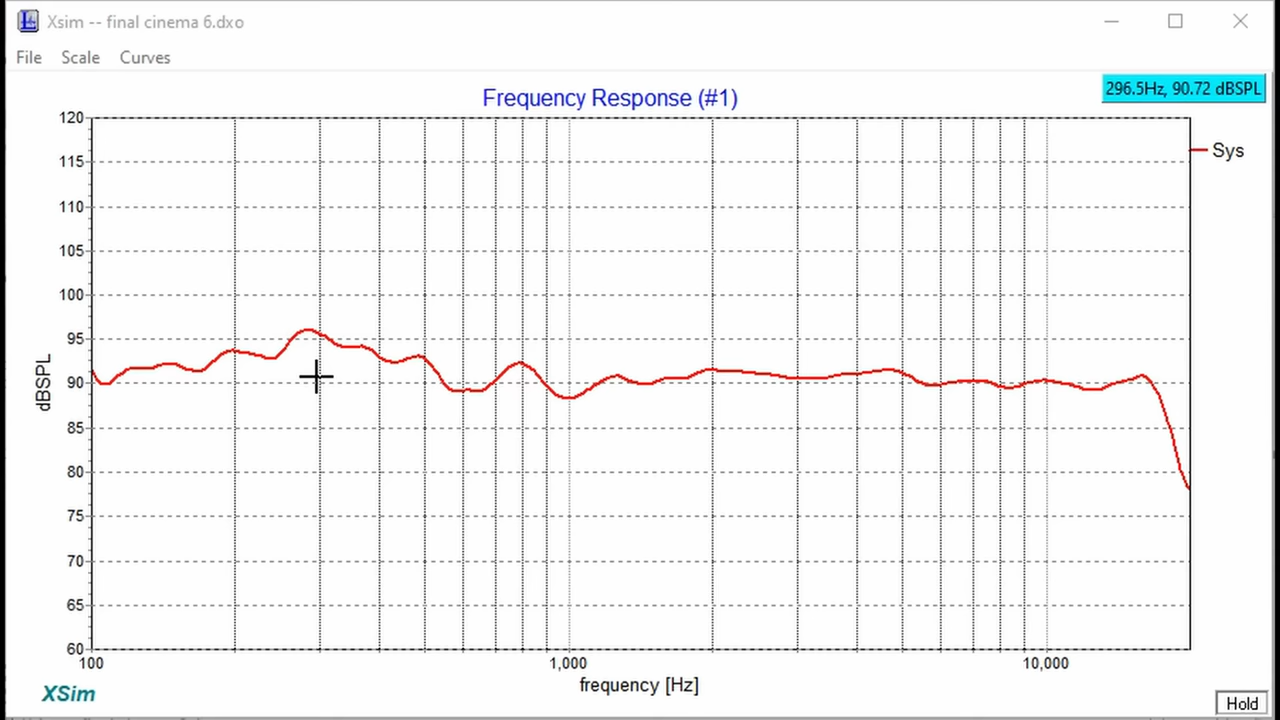 Xsim -- final cinema 6.dxo
File Scale Curves
296.5Hz, 90.72 dBSPL
Frequency Response (#1)
Sys
120
115
110
105
100
95
90
85
80
75
70
65
60
dBSPL
100 1,000 10,000
frequency [Hz]
XSim
Hold